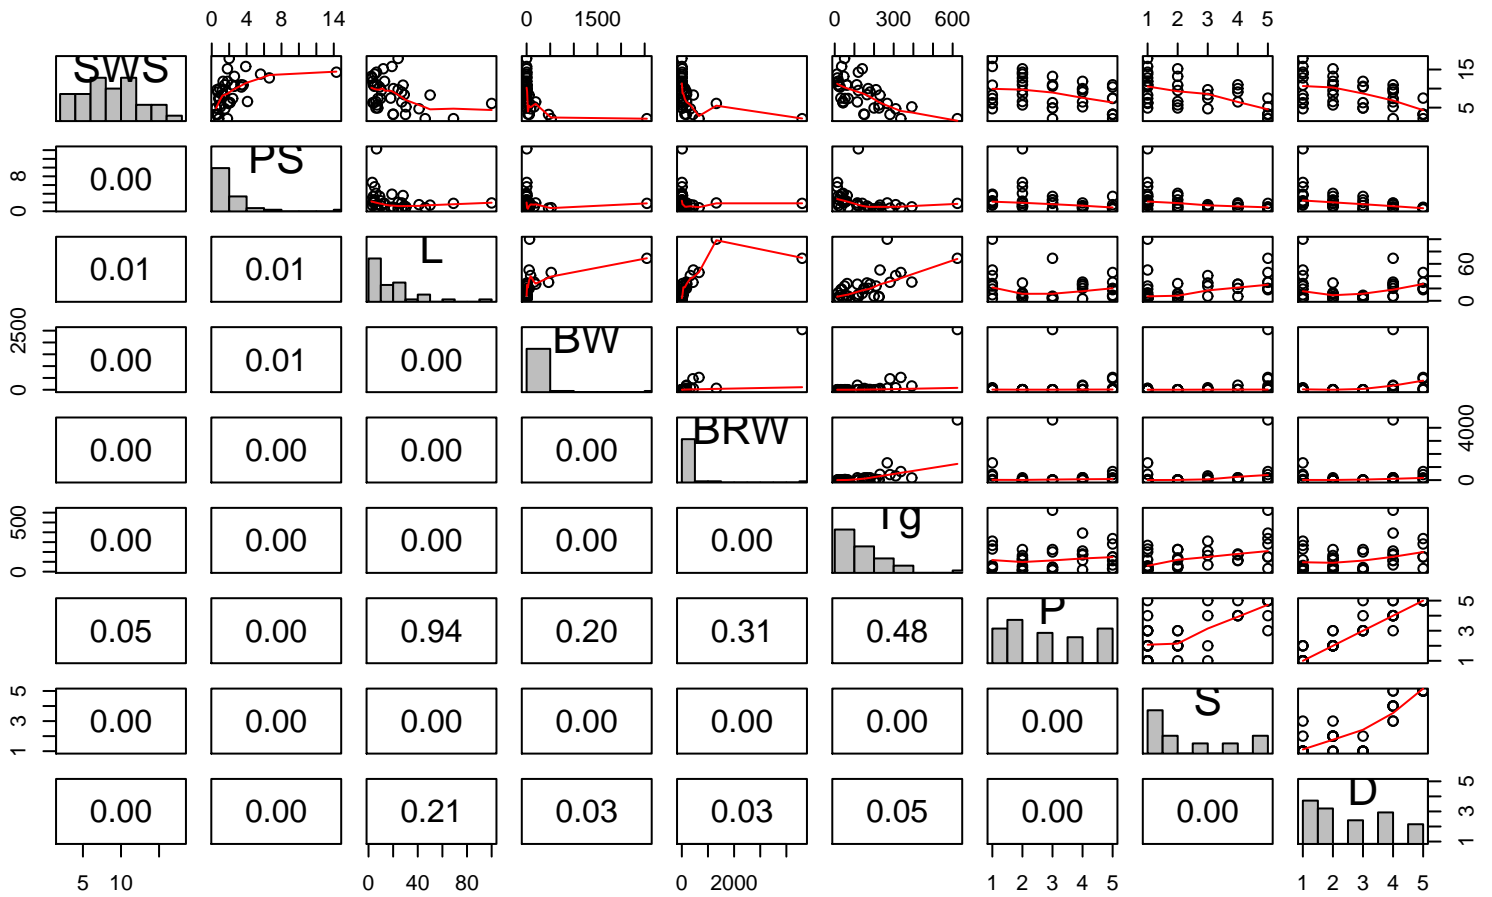 0 4 8 14 0 1500 0 300 600 1 2 3 4 5
SWS 5 15
0 8 0.00 PS
0.01 0.01 L 0 60
0 2500 0.00 0.01 0.00 BW
0.00 0.00 0.00 0.00 BRW 0 4000
0 500 0.00 0.00 0.00 0.00 0.00 Tg
0.05 0.00 0.94 0.20 0.31 0.48 P 1 3 5
1 3 5 0.00 0.00 0.00 0.00 0.00 0.00 0.00 S
0.00 0.00 0.21 0.03 0.03 0.05 0.00 0.00 D 1 3 5
5 10 0 40 80 0 2000 1 2 3 4 5 1 2 3 4 5